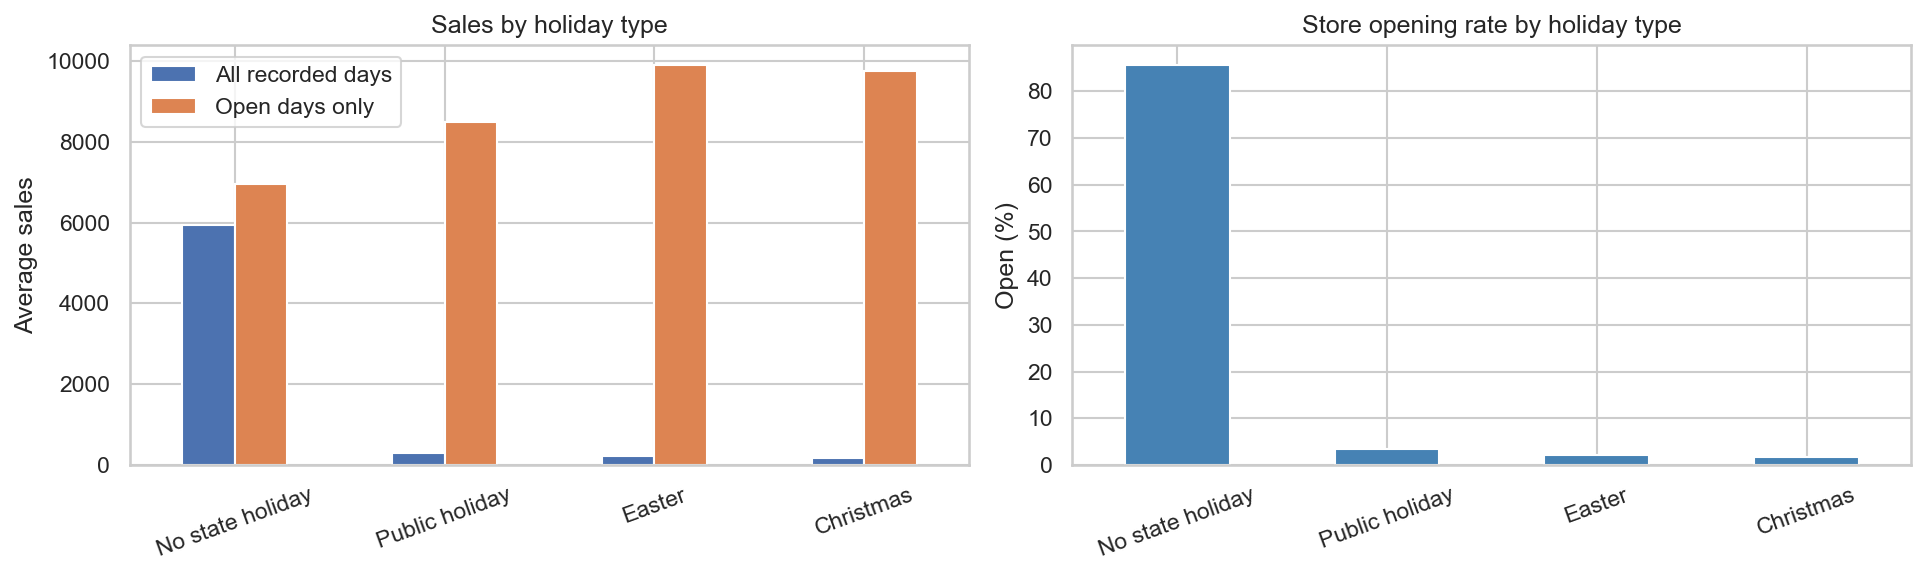 Sales by holiday type
Average sales
10000
8000
6000
4000
2000
0
All recorded days
Open days only
No state holiday
Public holiday
Easter
Christmas
Store opening rate by holiday type
Open (%)
80
70
60
50
40
30
20
10
0
No state holiday
Public holiday
Easter
Christmas